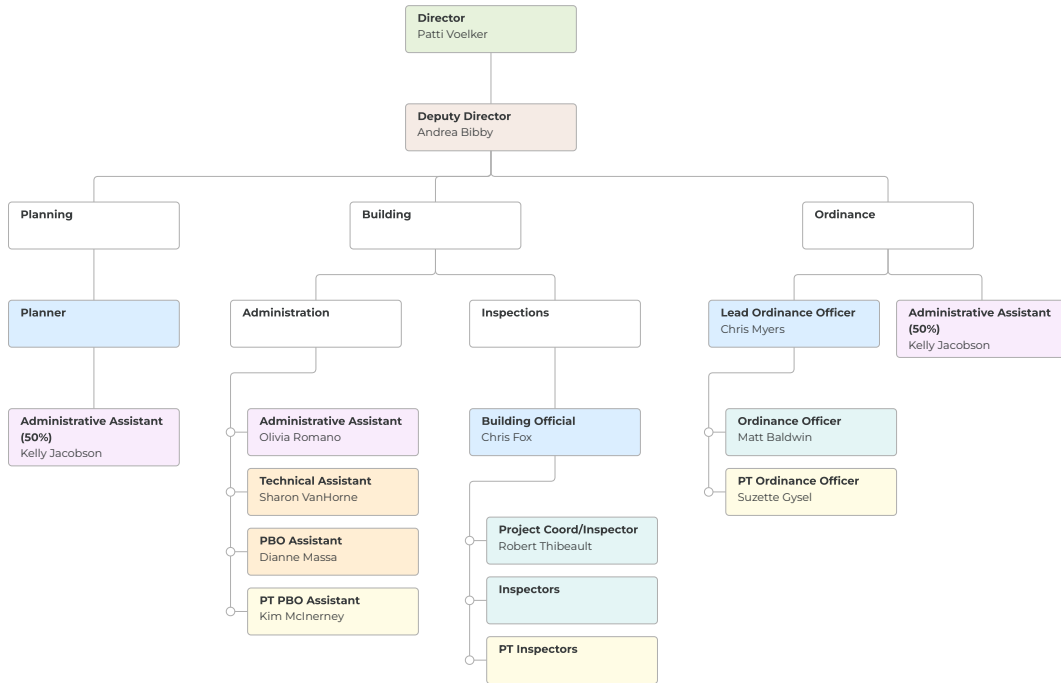 Director
Patti Voelker
Deputy Director
Andrea Bibby
Planning
Building
Ordinance
Planner
Administration
Inspections
Lead Ordinance Officer
Chris Myers
Administrative Assistant
(50%)
Kelly Jacobson
Administrative Assistant
(50%)
Kelly Jacobson
Administrative Assistant
Olivia Romano
Technical Assistant
Sharon VanHorne
PBO Assistant
Dianne Massa
PT PBO Assistant
Kim McInerney
Building Official
Chris Fox
Project Coord/Inspector
Robert Thibeault
Inspectors
PT Inspectors
Ordinance Officer
Matt Baldwin
PT Ordinance Officer
Suzette Gysel